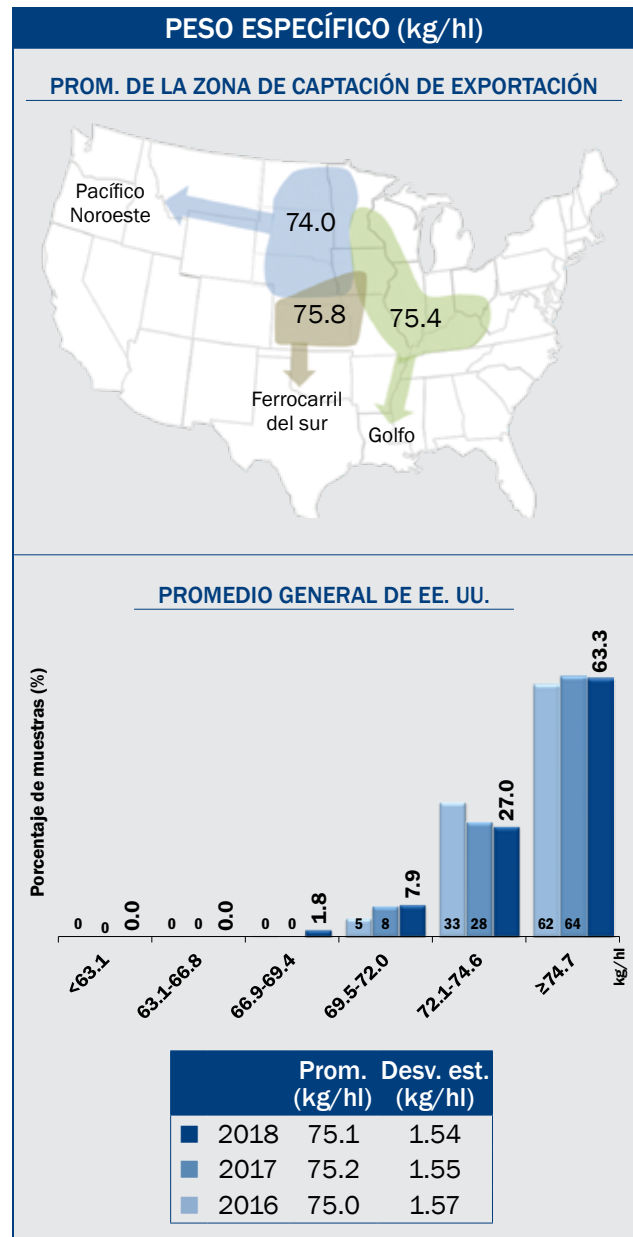 PESO ESPECÍFICO (kg/hl)
PROM. DE LA ZONA DE CAPTACIÓN DE EXPORTACIÓN
Pacífico
Noroeste
74.0
75.8
75.4
Ferrocarril
del sur
Golfo
PROMEDIO GENERAL DE EE. UU.
Porcentaje de muestras (%)
0 0 0.0
0 0 0.0
0 0 1.8
5 8 7.9
33 28 27.0
62 64 63.3
<63.1
63.1-66.8
66.9-69.4
69.5-72.0
72.1-74.6
≥74.7
kg/hl
Prom. Desv. est.
(kg/hl) (kg/hl)
2018 75.1 1.54
2017 75.2 1.55
2016 75.0 1.57